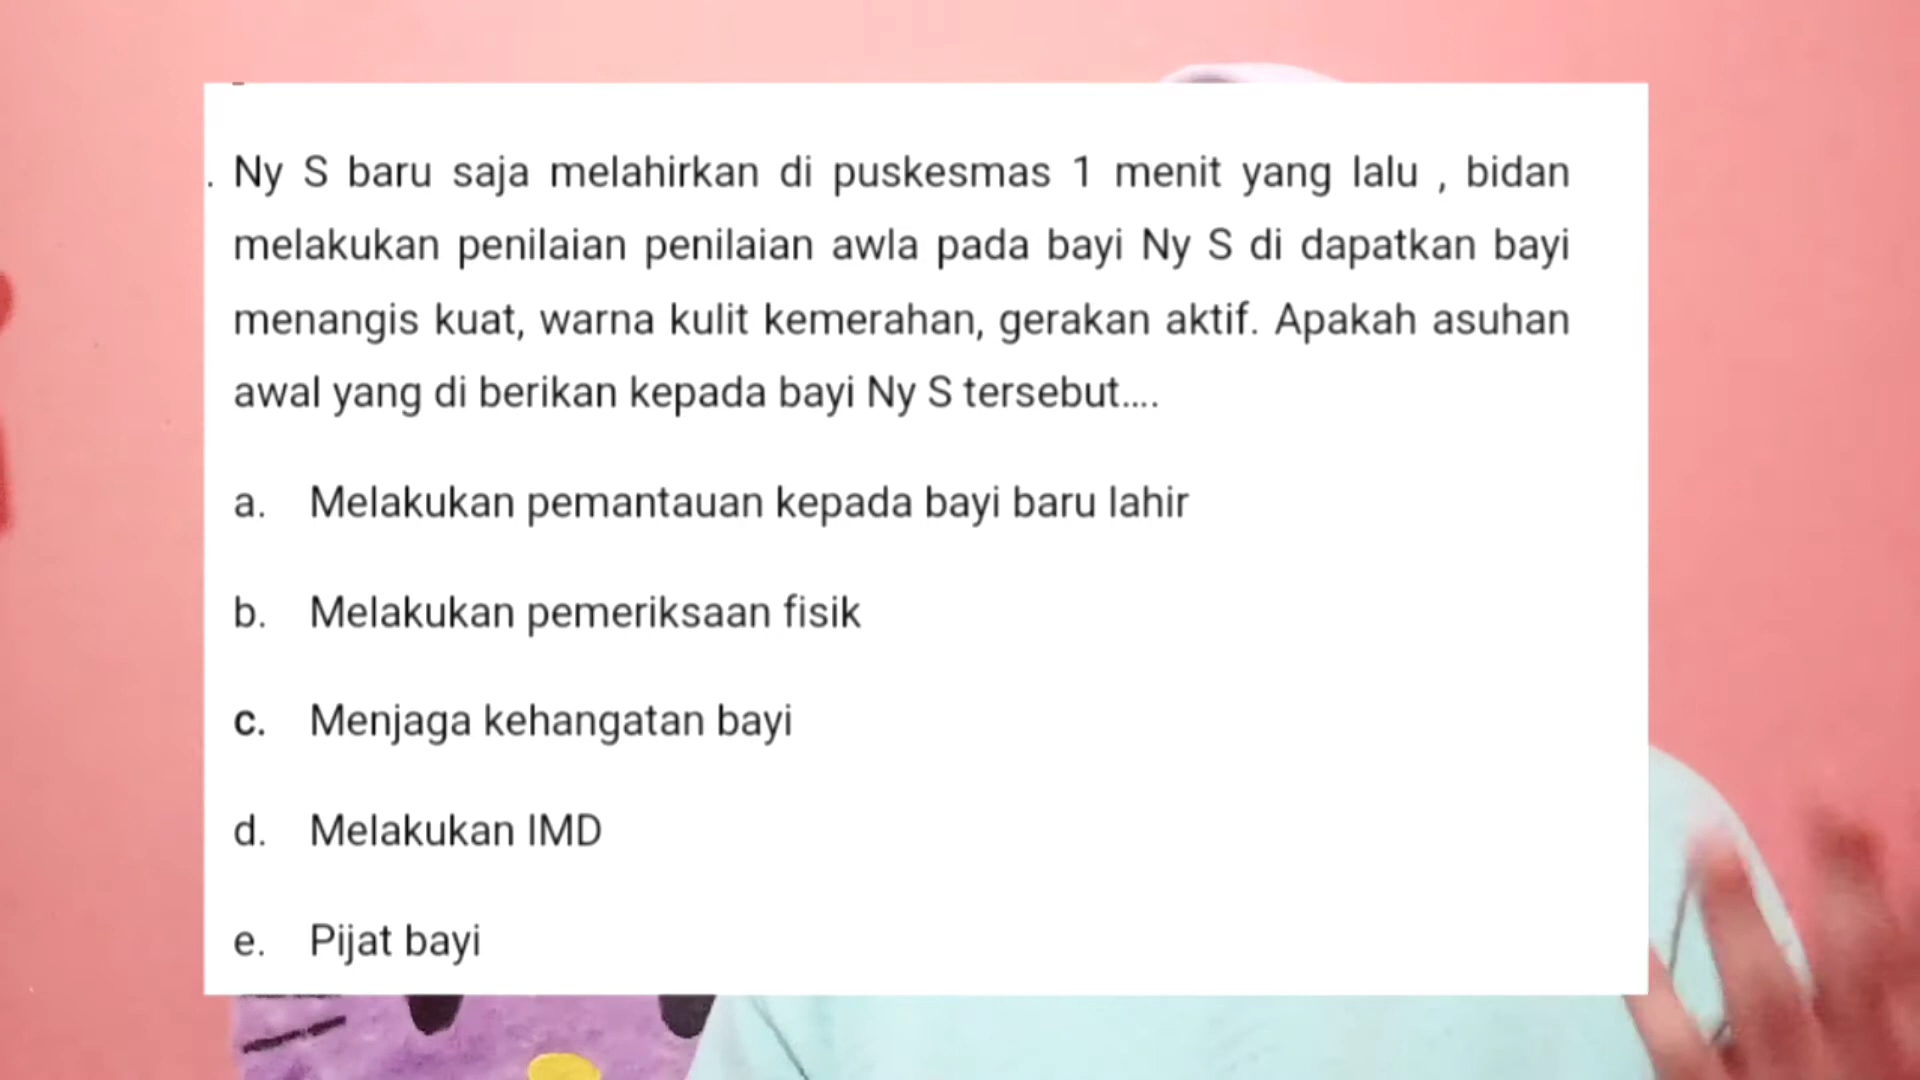 . Ny S baru saja melahirkan di puskesmas 1 menit yang lalu , bidan
melakukan penilaian penilaian awla pada bayi Ny S di dapatkan bayi
menangis kuat, warna kulit kemerahan, gerakan aktif. Apakah asuhan
awal yang di berikan kepada bayi Ny S tersebut....
a. Melakukan pemantauan kepada bayi baru lahir
b. Melakukan pemeriksaan fisik
c. Menjaga kehangatan bayi
d. Melakukan IMD
e. Pijat bayi